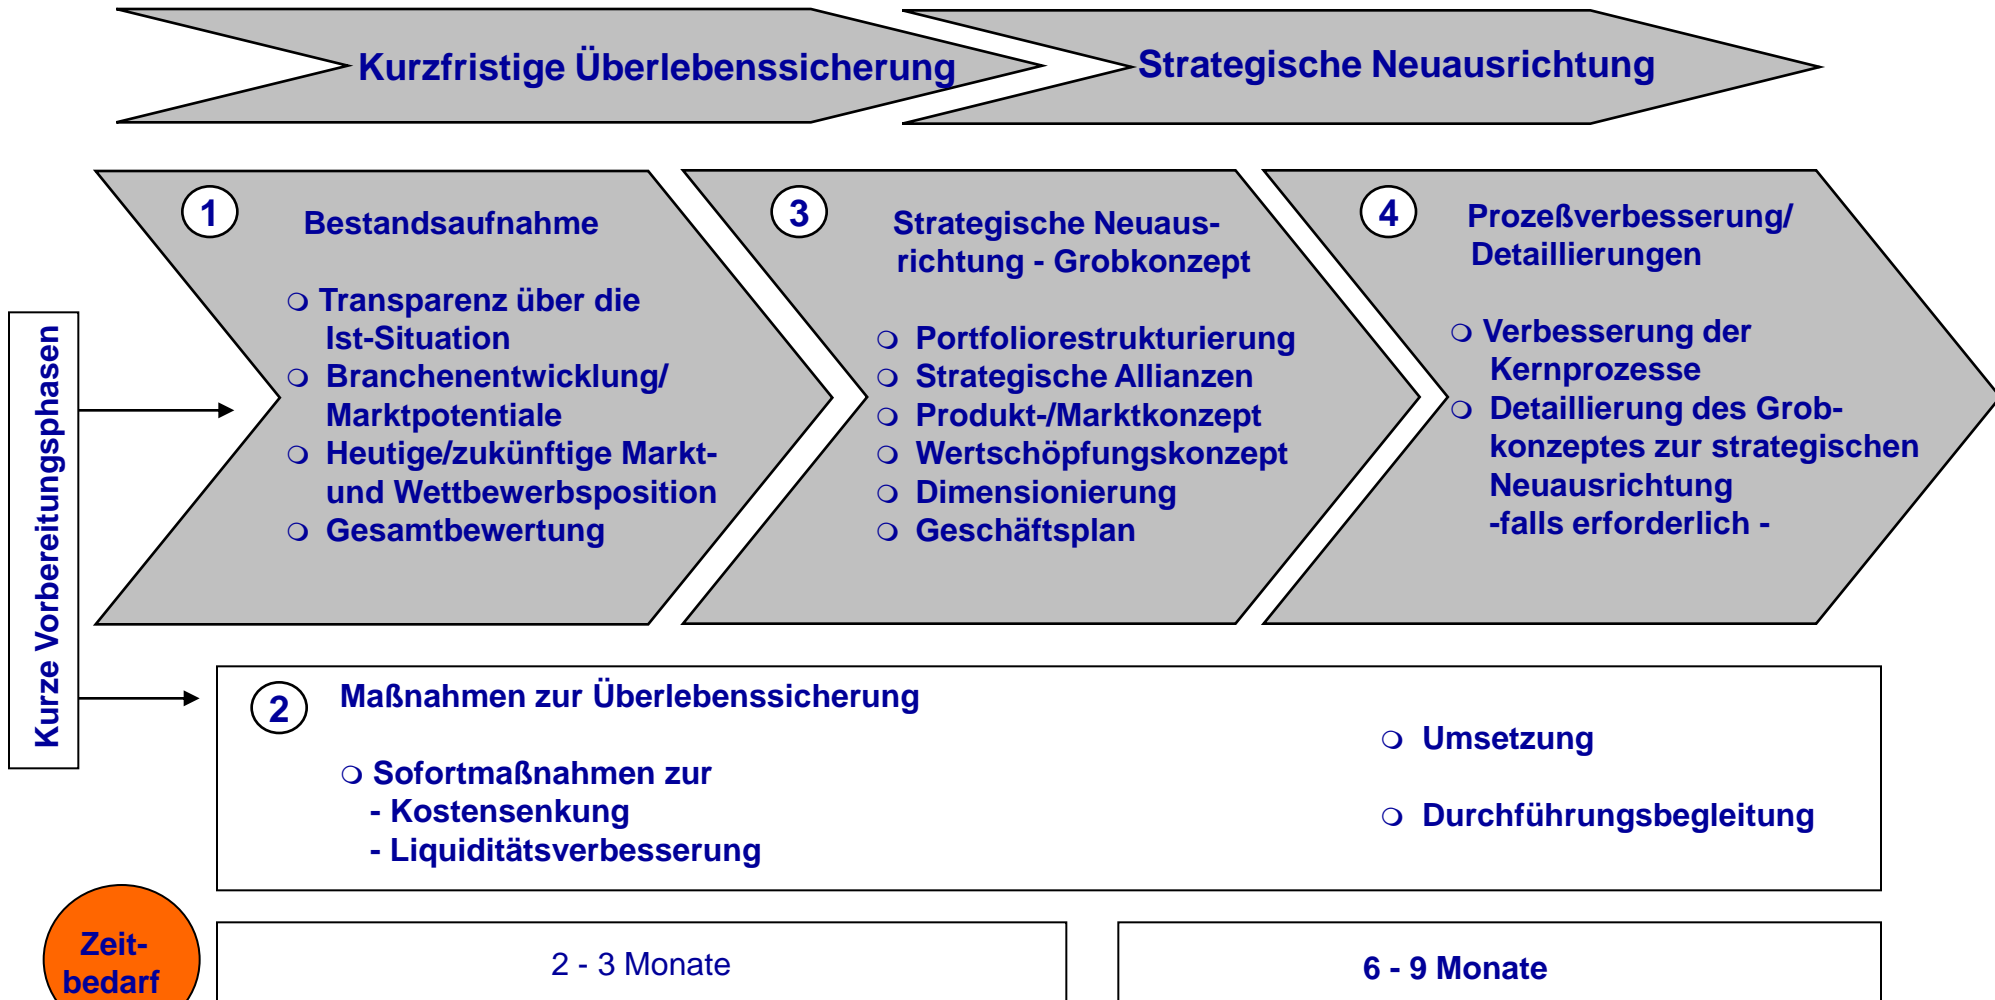 Kurzfristige Überlebenssicherung
Strategische Neuausrichtung
Kurze Vorbereitungsphasen
1
Bestandsaufnahme
❍ Transparenz über die
Ist-Situation
❍ Branchenentwicklung/
Marktpotentiale
❍ Heutige/zukünftige Markt-
und Wettbewerbsposition
❍ Gesamtbewertung
3
Strategische Neuaus-
richtung - Grobkonzept
❍ Portfoliorestrukturierung
❍ Strategische Allianzen
❍ Produkt-/Marktkonzept
❍ Wertschöpfungskonzept
❍ Dimensionierung
❍ Geschäftsplan
4
Prozeßverbesserung/
Detaillierungen
❍ Verbesserung der
Kernprozesse
❍ Detaillierung des Grob-
konzeptes zur strategischen
Neuausrichtung
-falls erforderlich -
2
Maßnahmen zur Überlebenssicherung
❍ Sofortmaßnahmen zur
- Kostensenkung
- Liquiditätsverbesserung
❍ Umsetzung
❍ Durchführungsbegleitung
Zeit-
bedarf
2 - 3 Monate
6 - 9 Monate